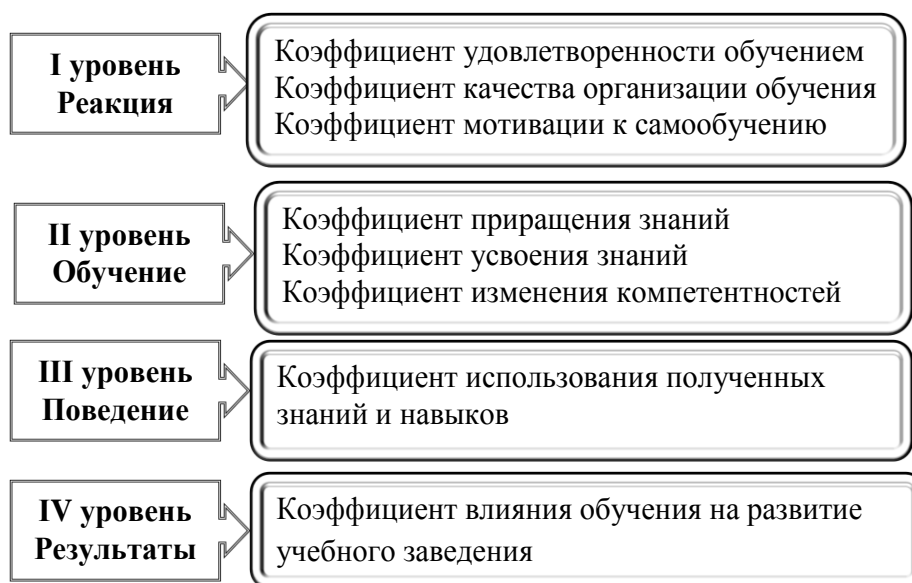 I уровень
Реакция
Коэффициент удовлетворенности обучением
Коэффициент качества организации обучения
Коэффициент мотивации к самообучению
II уровень
Обучение
Коэффициент приращения знаний
Коэффициент усвоения знаний
Коэффициент изменения компетентностей
III уровень
Поведение
Коэффициент использования полученных
знаний и навыков
IV уровень
Результаты
Коэффициент влияния обучения на развитие
учебного заведения